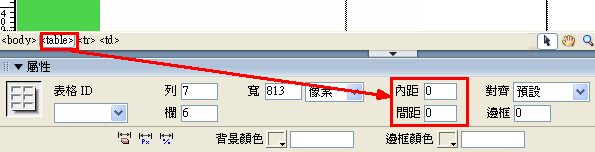 <body> <table> <tr> <td>
屬性
表格 ID 列 7 寬 813 像素 內距 0 對齊 預設
欄 6 間距 0 邊框 0
背景顏色 邊框顏色